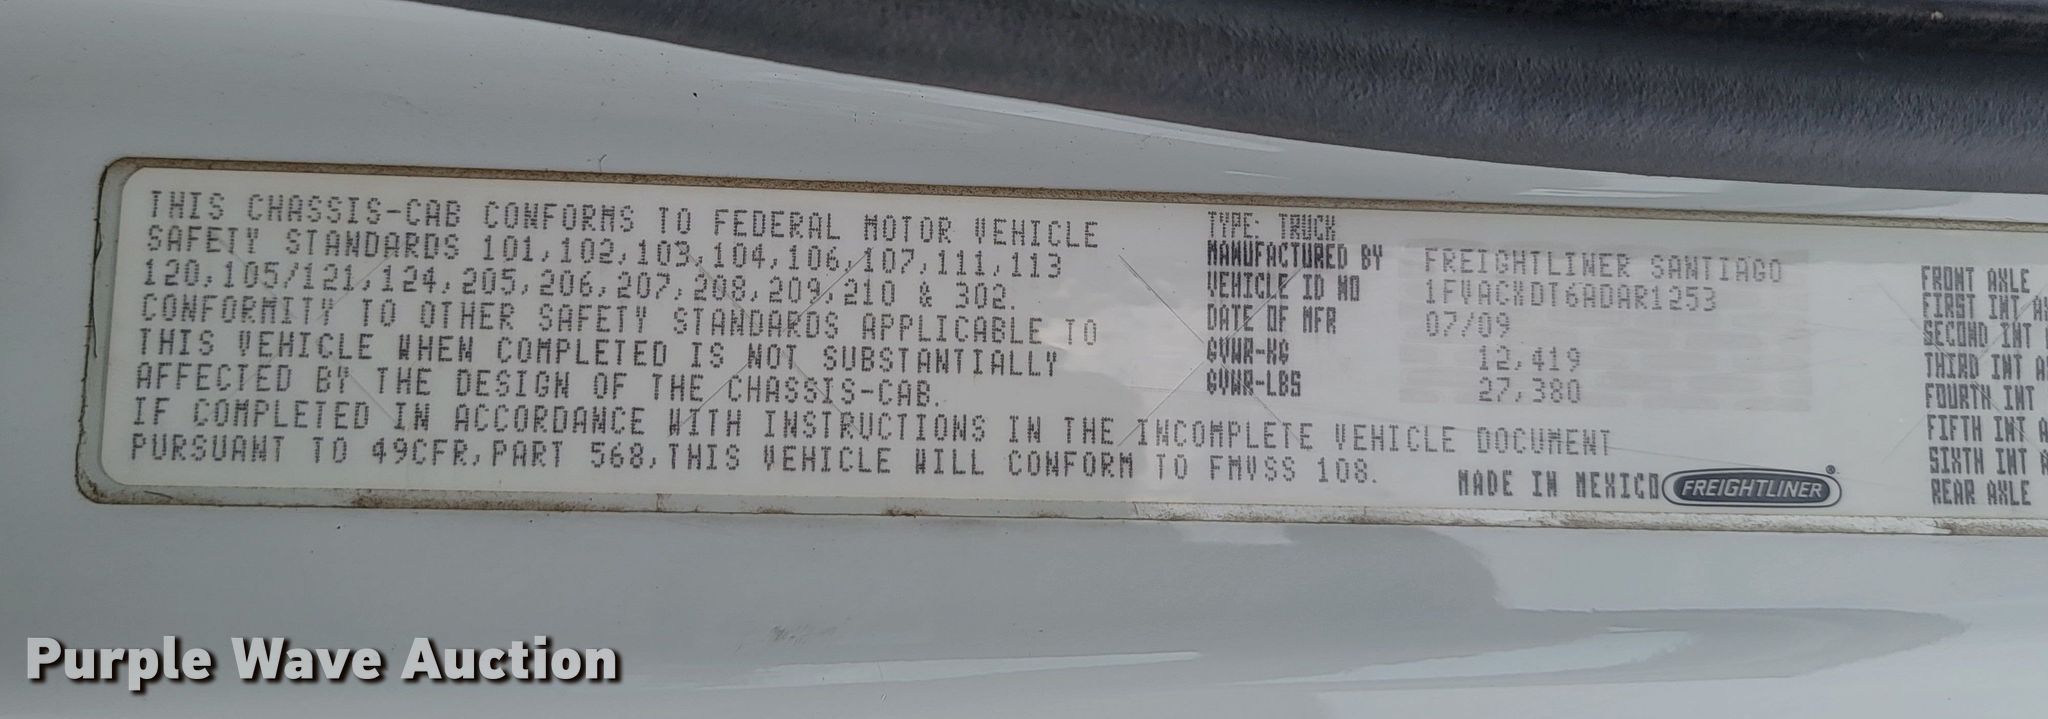 THIS CHASSIS-CAB CONFORMS TO FEDERAL MOTOR VEHICLE
SAFETY STANDARDS 101,102,103,104,106,107,111,113
120,105/121,124,205,206,207,208,209,210 & 302.
CONFORMITY TO OTHER SAFETY STANDARDS APPLICABLE TO
THIS VEHICLE WHEN COMPLETED IS NOT SUBSTANTIALLY
AFFECTED BY THE DESIGN OF THE CHASSIS-CAB.
IF COMPLETED IN ACCORDANCE WITH INSTRUCTIONS IN THE INCOMPLETE VEHICLE DOCUMENT
PURSUANT TO 49CFR,PART 568,THIS VEHICLE WILL CONFORM TO FMVSS 108.
TYPE: TRUCK
MANUFACTURED BY FREIGHTLINER SANTIAGO
VEHICLE ID NO 1FVACXDT6ADAR1253
DATE OF MFR 07/09
GVWR-KG 12,419
GVWR-LBS 27,380
MADE IN MEXICO FREIGHTLINER®
FRONT AXLE
FIRST INT
SECOND INT
THIRD INT
FOURTH INT
FIFTH INT
SIXTH INT
REAR AXLE
Purple Wave Auction